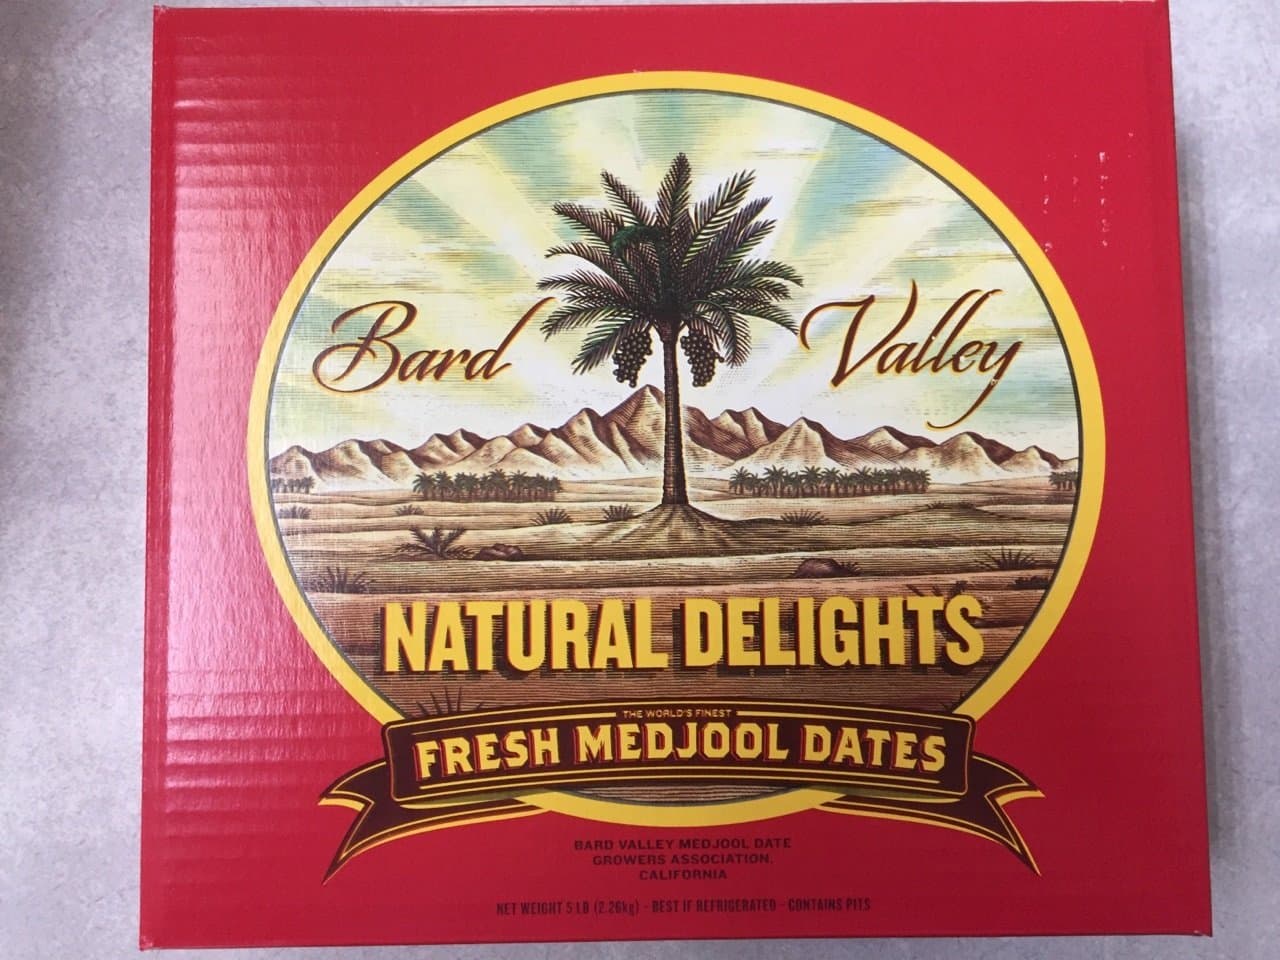 Bard Valley
NATURAL DELIGHTS
THE WORLD'S FINEST
FRESH MEDJOOL DATES
BARD VALLEY MEDJOOL DATE
GROWERS ASSOCIATION,
CALIFORNIA
NET WEIGHT 5 LB (2.26kg) - BEST IF REFRIGERATED - CONTAINS PITS